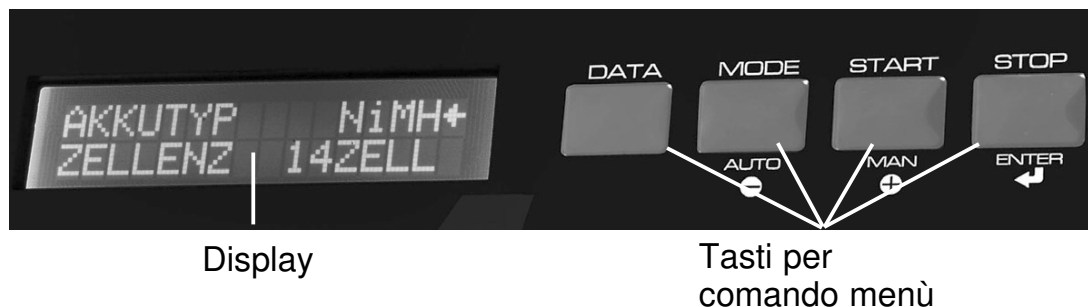 DATA MODE START STOP
AKKUTYP NiMH
ZELLENZ 14ZELL
AUTO MAN ENTER
Display
Tasti per
comando menù